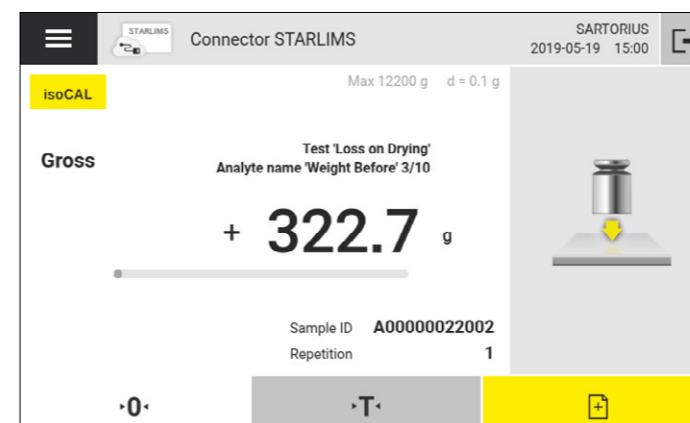 STARLIMS
Connector STARLIMS
SARTORIUS
2019-05-19 15:00
isoCAL
Max 12200 g d = 0.1 g
Gross
Test 'Loss on Drying'
Analyte name 'Weight Before' 3/10
+ 322.7 g
Sample ID A00000022002
Repetition 1
0
T